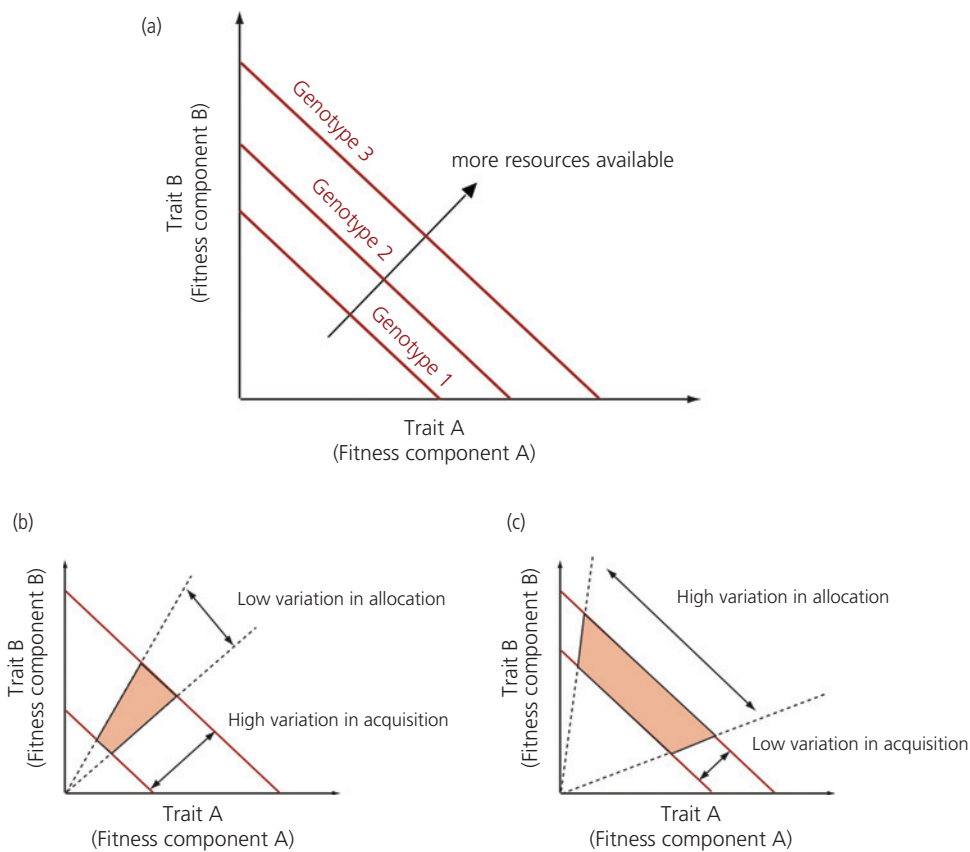 (a)
Trait B
(Fitness component B)
Genotype 3
Genotype 2
Genotype 1
more resources available
Trait A
(Fitness component A)
(b)
Trait B
(Fitness component B)
Low variation in allocation
High variation in acquisition
Trait A
(Fitness component A)
(c)
Trait B
(Fitness component B)
High variation in allocation
Low variation in acquisition
Trait A
(Fitness component A)